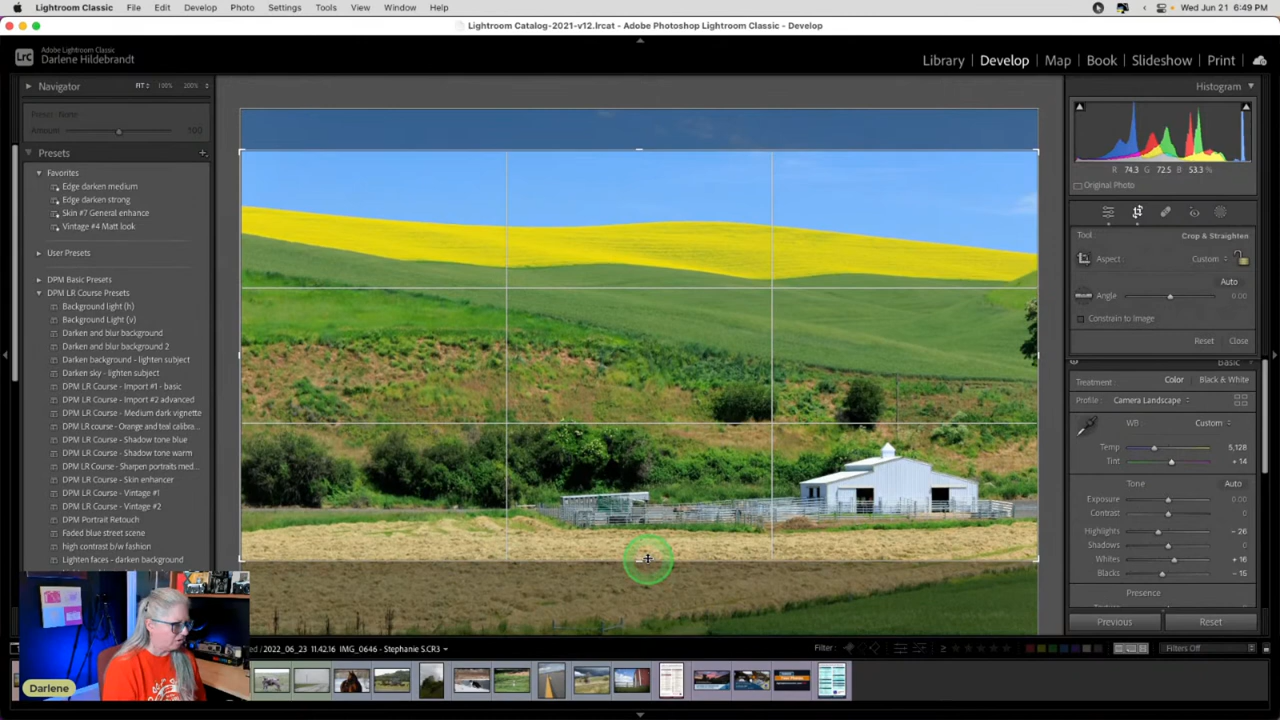 Lightroom Classic File Edit Develop Photo Settings Tools View Window Help Wed Jun 21 6:49 PM
Lightroom Catalog-2021-v12.lrcat - Adobe Photoshop Lightroom Classic - Develop
Lrc Adobe Lightroom Classic
Darlene Hildebrandt
Library Develop Map Book Slideshow Print
Navigator FIT 100% 200%
Preset: None
Amount 100
Presets
Favorites
Edge darken medium
Edge darken strong
Skin #7 General enhance
Vintage #4 Matt look
User Presets
DPM Basic Presets
DPM LR Course Presets
Background light (h)
Background Light (v)
Darken and blur background
Darken and blur background 2
Darken background - lighten subject
Darken sky - lighten subject
DPM LR Course - Import #1 - basic
DPM LR Course - Import #2 advanced
DPM LR Course - Medium dark vignette
DPM LR course - Orange and teal calibra...
DPM LR Course - Shadow tone blue
DPM LR Course - Shadow tone warm
DPM LR Course - Sharpen portraits med...
DPM LR Course - Skin enhancer
DPM LR Course - Vintage #1
DPM LR Course - Vintage #2
DPM Portrait Retouch
Faded blue street scene
high contrast b/w fashion
Lighten faces - darken background
Histogram
R 74.3 G 72.5 B 53.3 %
Original Photo
Tool: Crop & Straighten
Aspect: Custom
Auto
Angle 0.00
Constrain to Image
Reset Close
Basic
Treatment: Color Black & White
Profile: Camera Landscape
WB Custom
Temp 5,128
Tint + 14
Tone Auto
Exposure 0.00
Contrast 0
Highlights - 26
Shadows 0
Whites + 16
Blacks - 15
Presence
Previous Reset
/ 2022_06_23 11.42.16 IMG_0646 - Stephanie S.CR3
Filter: Filters Off
Darlene